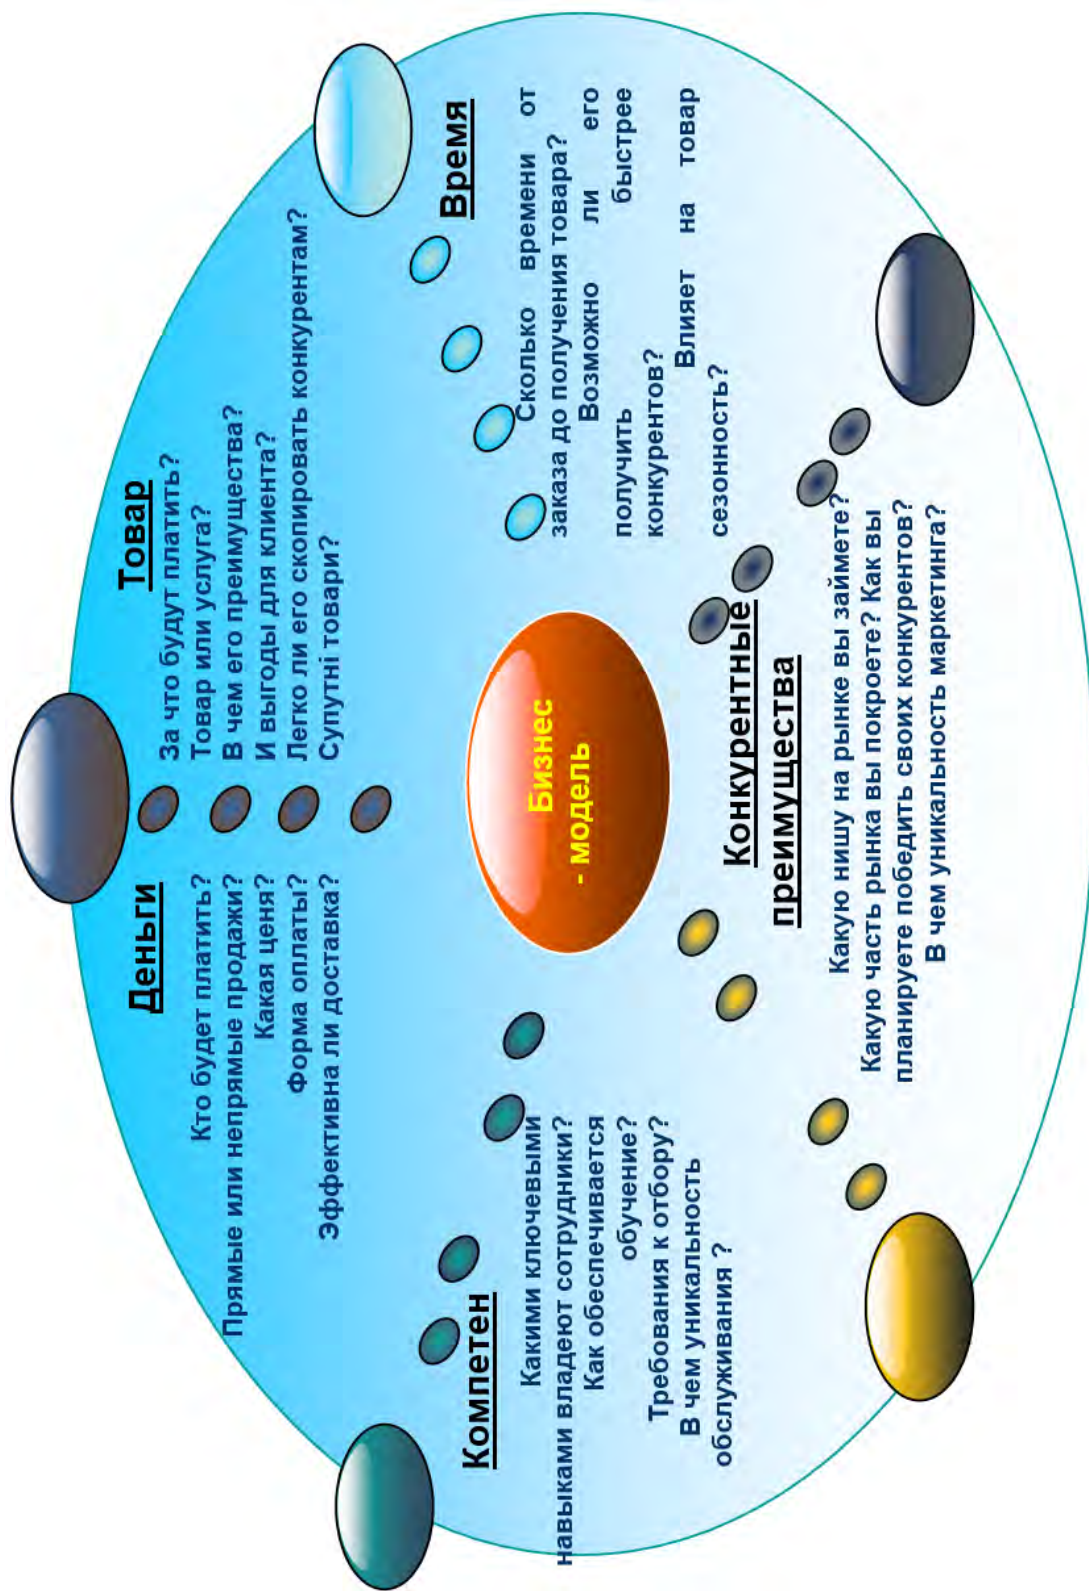 Деньги
Кто будет платить?
Прямые или непрямые продажи?
Какая ценя?
Форма оплаты?
Эффективна ли доставка?
Товар
За что будут платить?
Товар или услуга?
В чем его преимущества?
И выгоды для клиента?
Легко ли его скопировать конкурентам?
Супутні товари?
Время
Сколько времени от
заказа до получения товара?
Возможно ли его
получить быстрее
конкурентов?
Влияет на товар
сезонность?
Бизнес
- модель
Компетен
Какими ключевыми
навыками владеют сотрудники?
Как обеспечивается
обучение?
Требования к отбору?
В чем уникальность
обслуживания ?
Конкурентные
преимущества
Какую нишу на рынке вы займете?
Какую часть рынка вы покроете? Как вы
планируете победить своих конкурентов?
В чем уникальность маркетинга?